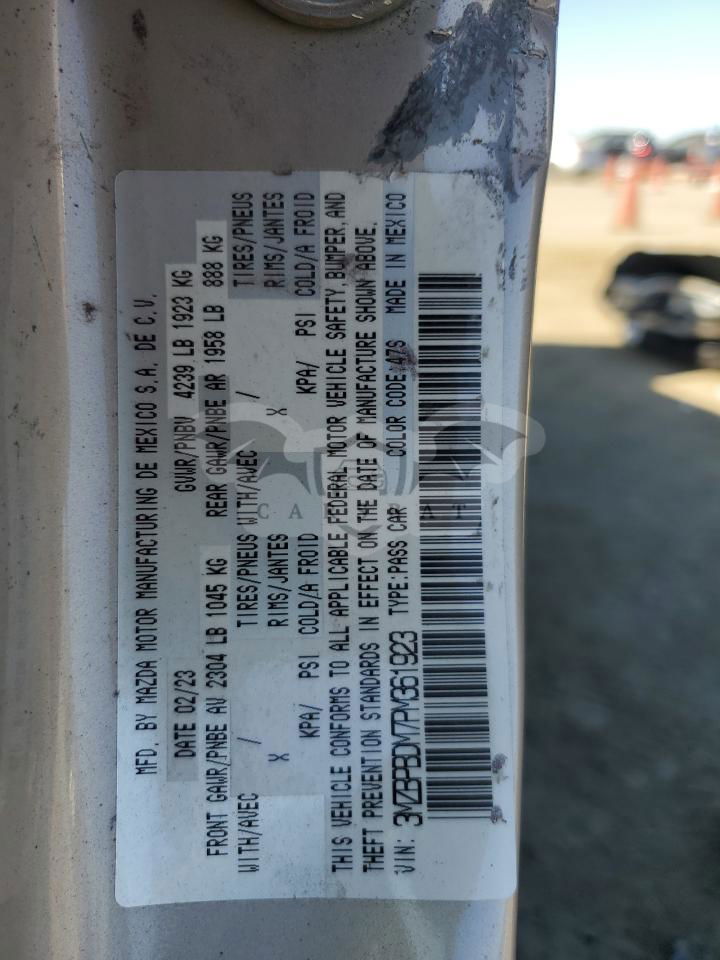 MFD. BY MAZDA MOTOR MANUFACTURING DE MEXICO S.A. DE C.V.
DATE 02/23 GVWR/PNBV 4239 LB 1923 KG
FRONT GAWR/PNBE AV 2304 LB 1045 KG REAR GAWR/PNBE AR 1958 LB 888 KG
WITH/AVEC / TIRES/PNEUS WITH/AVEC / TIRES/PNEUS
X RIMS/JANTES X RIMS/JANTES
KPA/ PSI COLD/A FROID KPA/ PSI COLD/A FROID
THIS VEHICLE CONFORMS TO ALL APPLICABLE FEDERAL MOTOR VEHICLE SAFETY, BUMPER, AND
THEFT PREVENTION STANDARDS IN EFFECT ON THE DATE OF MANUFACTURE SHOWN ABOVE.
VIN: 3MZBPBDM7PM361923 TYPE:PASS CAR COLOR CODE:47S MADE IN MEXICO